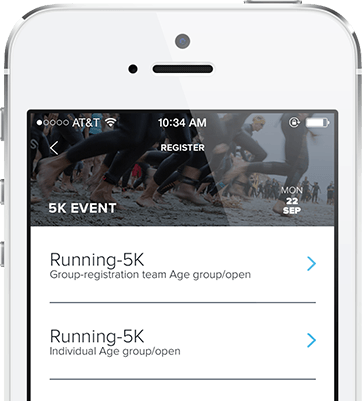 AT&T 10:34 AM
REGISTER
5K EVENT
MON
22
SEP
Running-5K
Group-registration team Age group/open
Running-5K
Individual Age group/open